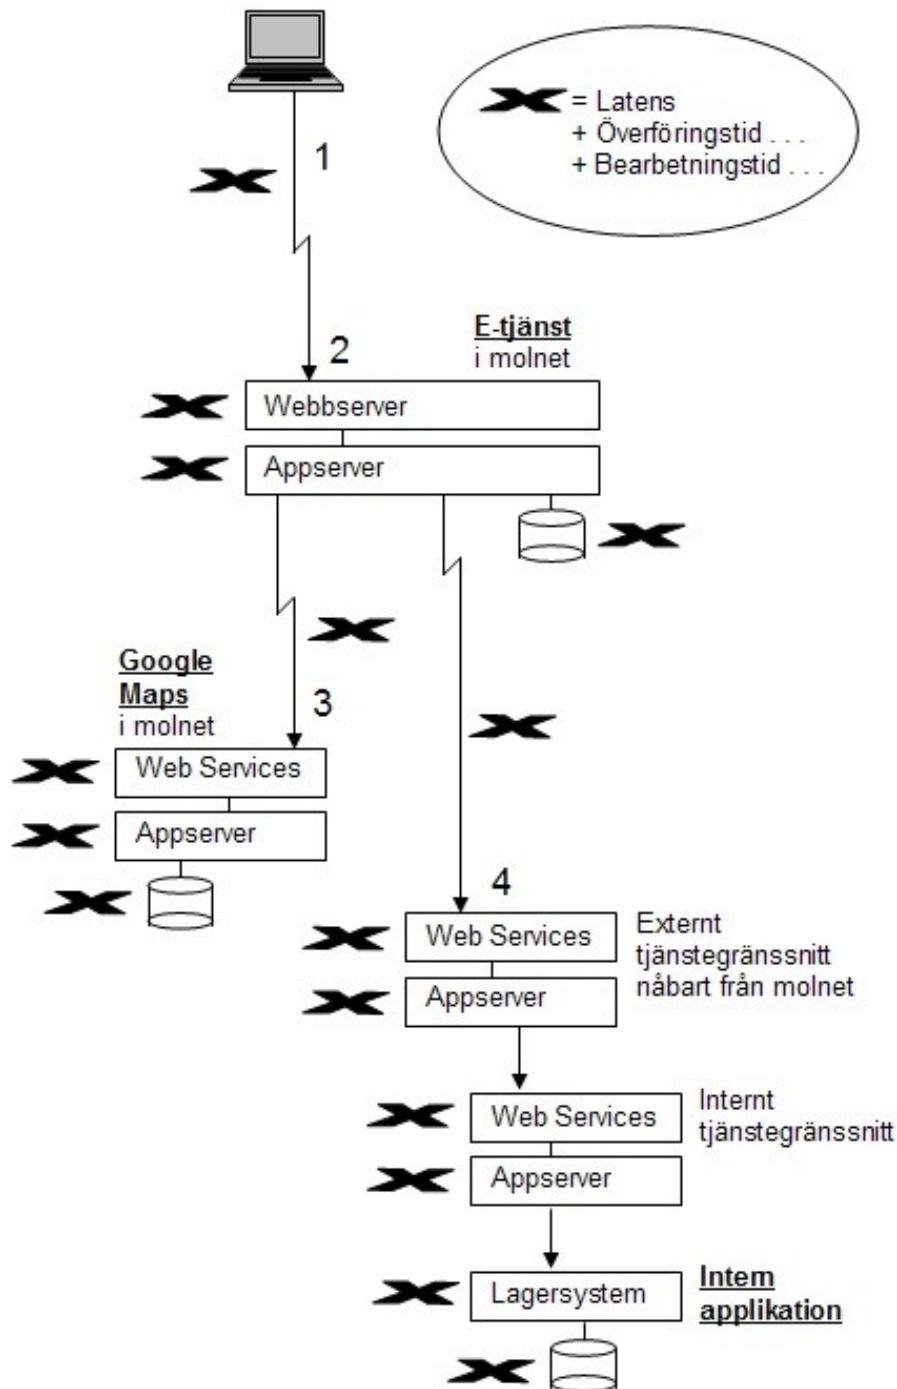 = Latens
+ Överföringstid . . .
+ Bearbetningstid . . .
1
2
E-tjänst
i molnet
Webbserver
Appserver
Google
Maps
i molnet
3
Web Services
Appserver
4
Web Services
Externt
tjänstegränssnitt
nåbart från molnet
Appserver
Web Services
Internt
tjänstegränssnitt
Appserver
Lagersystem
Intern
applikation